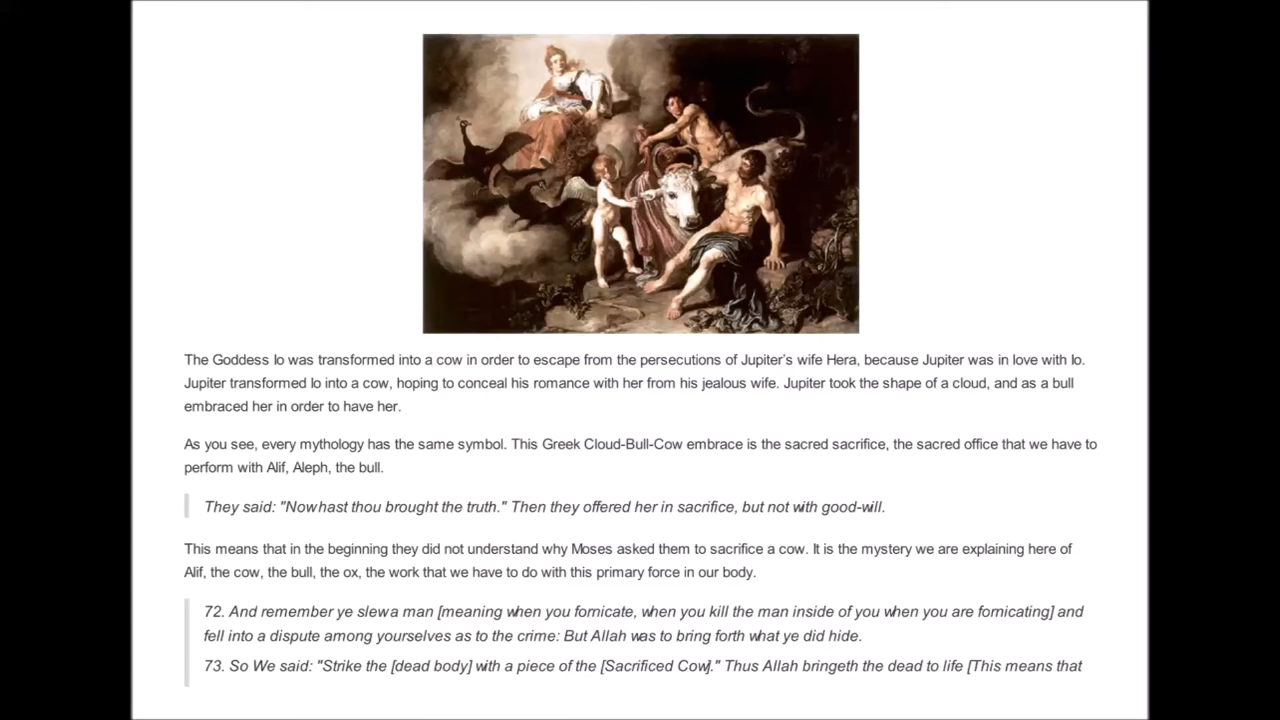 The Goddess Io was transformed into a cow in order to escape from the persecutions of Jupiter's wife Hera, because Jupiter was in love with Io.
Jupiter transformed Io into a cow, hoping to conceal his romance with her from his jealous wife. Jupiter took the shape of a cloud, and as a bull
embraced her in order to have her.
As you see, every mythology has the same symbol. This Greek Cloud-Bull-Cow embrace is the sacred sacrifice, the sacred office that we have to
perform with Alif, Aleph, the bull.
They said: "Now hast thou brought the truth." Then they offered her in sacrifice, but not with good-will.
This means that in the beginning they did not understand why Moses asked them to sacrifice a cow. It is the mystery we are explaining here of
Alif, the cow, the bull, the ox, the work that we have to do with this primary force in our body.
72. And remember ye slew a man [meaning when you fornicate, when you kill the man inside of you when you are fornicating] and
fell into a dispute among yourselves as to the crime: But Allah was to bring forth what ye did hide.
73. So We said: "Strike the [dead body] with a piece of the [Sacrificed Cow]." Thus Allah bringeth the dead to life [This means that